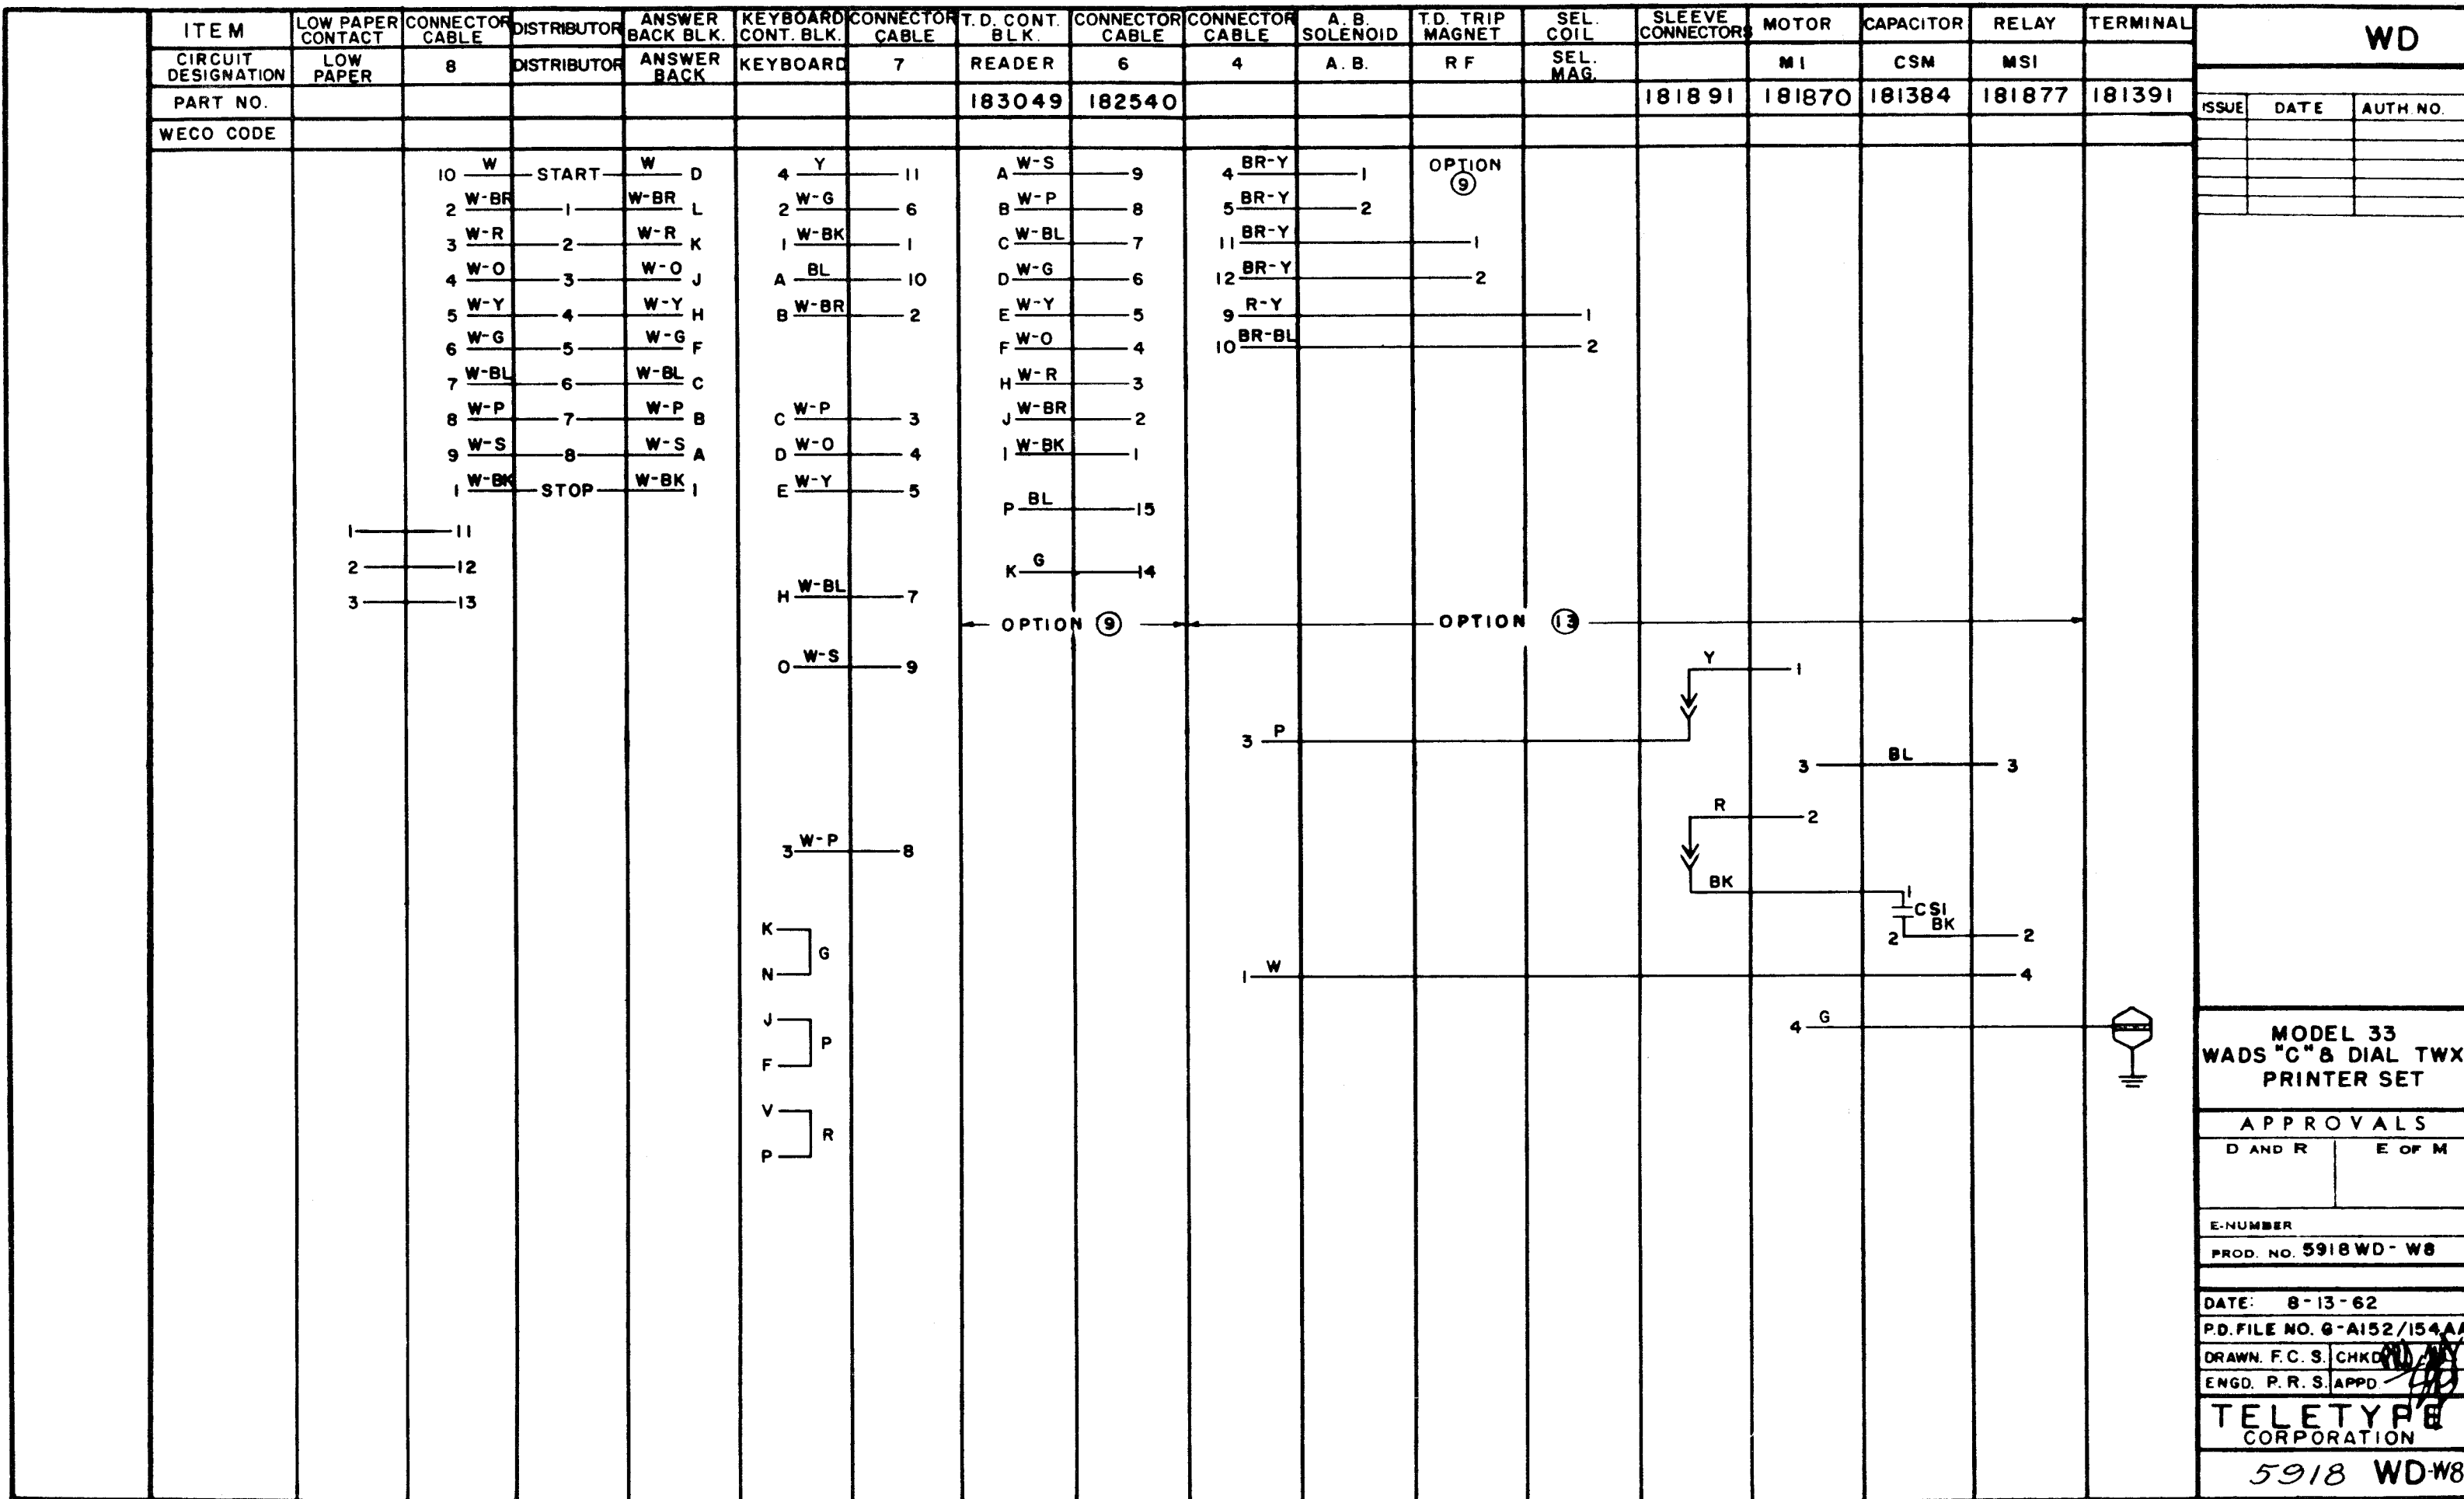 ITEM LOW PAPER CONTACT CONNECTOR CABLE DISTRIBUTOR ANSWER BACK BLK. KEYBOARD CONT. BLK. CONNECTOR CABLE T.D. CONT. BLK. CONNECTOR CABLE CONNECTOR CABLE A.B. SOLENOID T.D. TRIP MAGNET SEL. COIL SLEEVE CONNECTORS MOTOR CAPACITOR RELAY TERMINAL
CIRCUIT DESIGNATION LOW PAPER 8 DISTRIBUTOR ANSWER BACK KEYBOARD 7 READER 6 4 A.B. RF SEL. MAG. M1 CSM MS1
PART NO. 183049 182540 181891 181870 181384 181877 181391
WECO CODE
WD
ISSUE DATE AUTH. NO.
10 W START W D 4 Y 11 A W-S 9 4 BR-Y 1 OPTION 9
2 W-BR 1 W-BR L 2 W-G 6 B W-P 8 5 BR-Y 2
3 W-R 2 W-R K 1 W-BK 1 C W-BL 7 11 BR-Y 1
4 W-O 3 W-O J A BL 10 D W-G 6 12 BR-Y 2
5 W-Y 4 W-Y H B W-BR 2 E W-Y 5 9 R-Y 1
6 W-G 5 W-G F F W-O 4 10 BR-BL 2
7 W-BL 6 W-BL C H W-R 3
8 W-P 7 W-P B C W-P 3 J W-BR 2
9 W-S 8 W-S A D W-O 4 1 W-BK 1
1 W-BK STOP W-BK 1 E W-Y 5
P BL 15
1 11
2 12 K G 14
3 13 H W-BL 7
OPTION 9 OPTION 13
O W-S 9 Y 1
3 P
3 BL 3
R 2
3 W-P 8
BK 1
CS1
BK
2 2
K
G
N
1 W 4
J
P
F
4 G
V
R
P
MODEL 33
WADS "C" & DIAL TWX
PRINTER SET
APPROVALS
D AND R E OF M
E-NUMBER
PROD. NO. 5918WD-W8
DATE: 8-13-62
P.D. FILE NO. 6-A152/154AA
DRAWN. F.C.S. CHKD
ENGD. P.R.S. APPD
TELETYPE
CORPORATION
5918 WD-W8